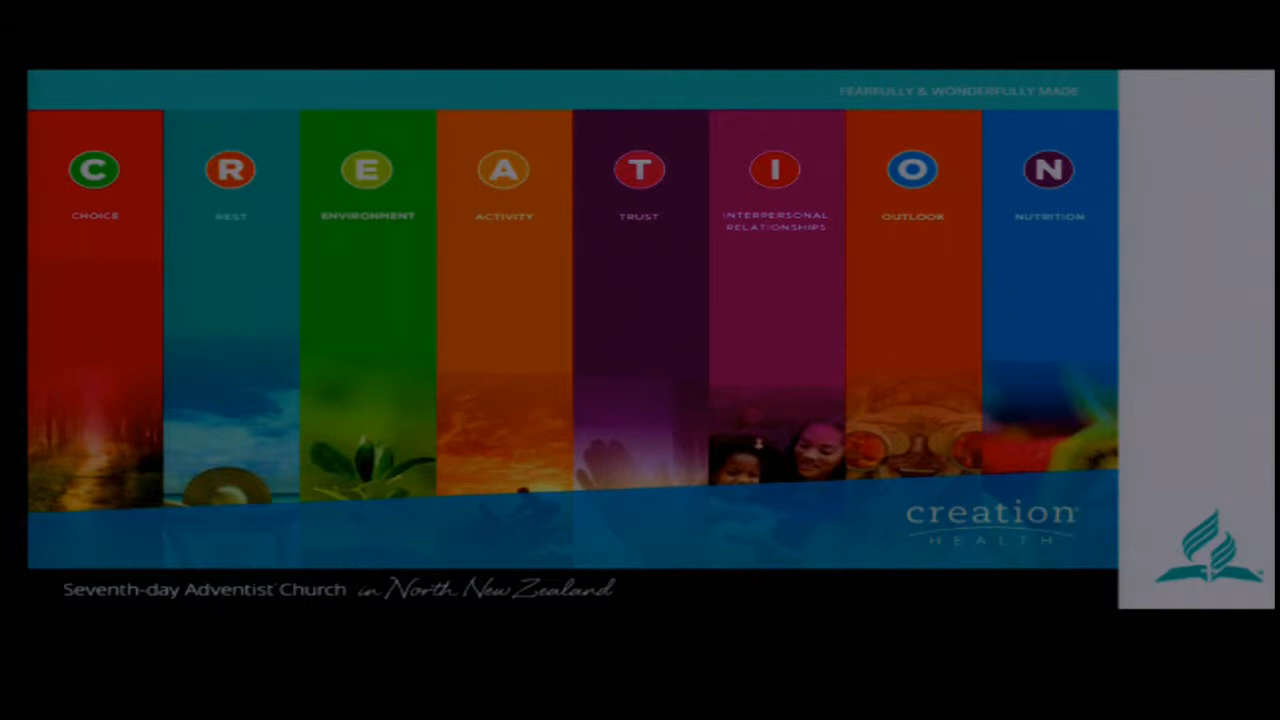 FEARFULLY & WONDERFULLY MADE
C R E A T I O N
CHOICE REST ENVIRONMENT ACTIVITY TRUST INTERPERSONAL RELATIONSHIPS OUTLOOK NUTRITION
creation
HEALTH
Seventh-day Adventist Church in North New Zealand